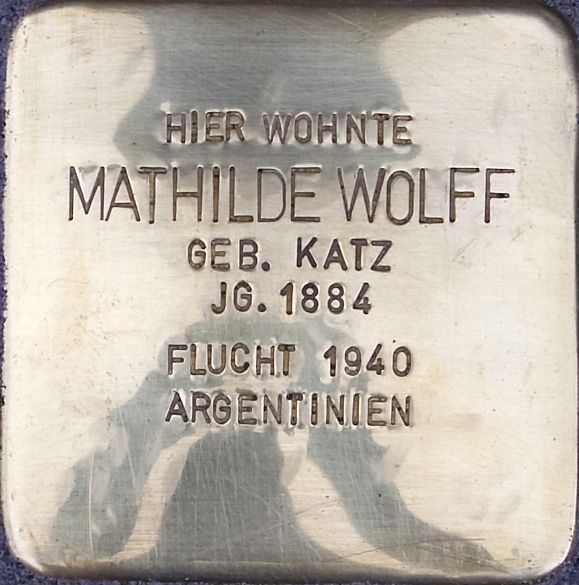 HIER WOHNTE
MATHILDE WOLFF
GEB. KATZ
JG. 1884
FLUCHT 1940
ARGENTINIEN